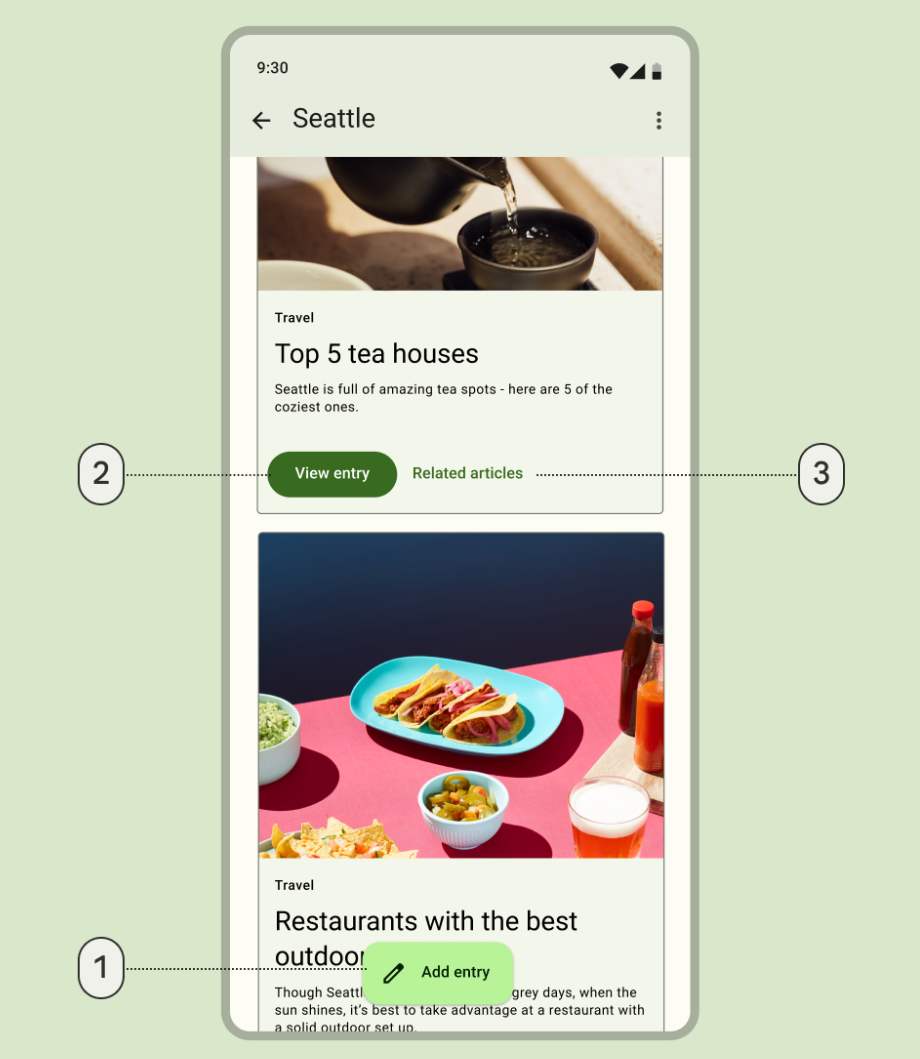 9:30
Seattle
Travel
Top 5 tea houses
Seattle is full of amazing tea spots - here are 5 of the
coziest ones.
2
View entry
Related articles
3
Travel
Restaurants with the best
outdoor
1
Add entry
Though Seattl
grey days, when the
sun shines, it's best to take advantage at a restaurant with
a solid outdoor set up.